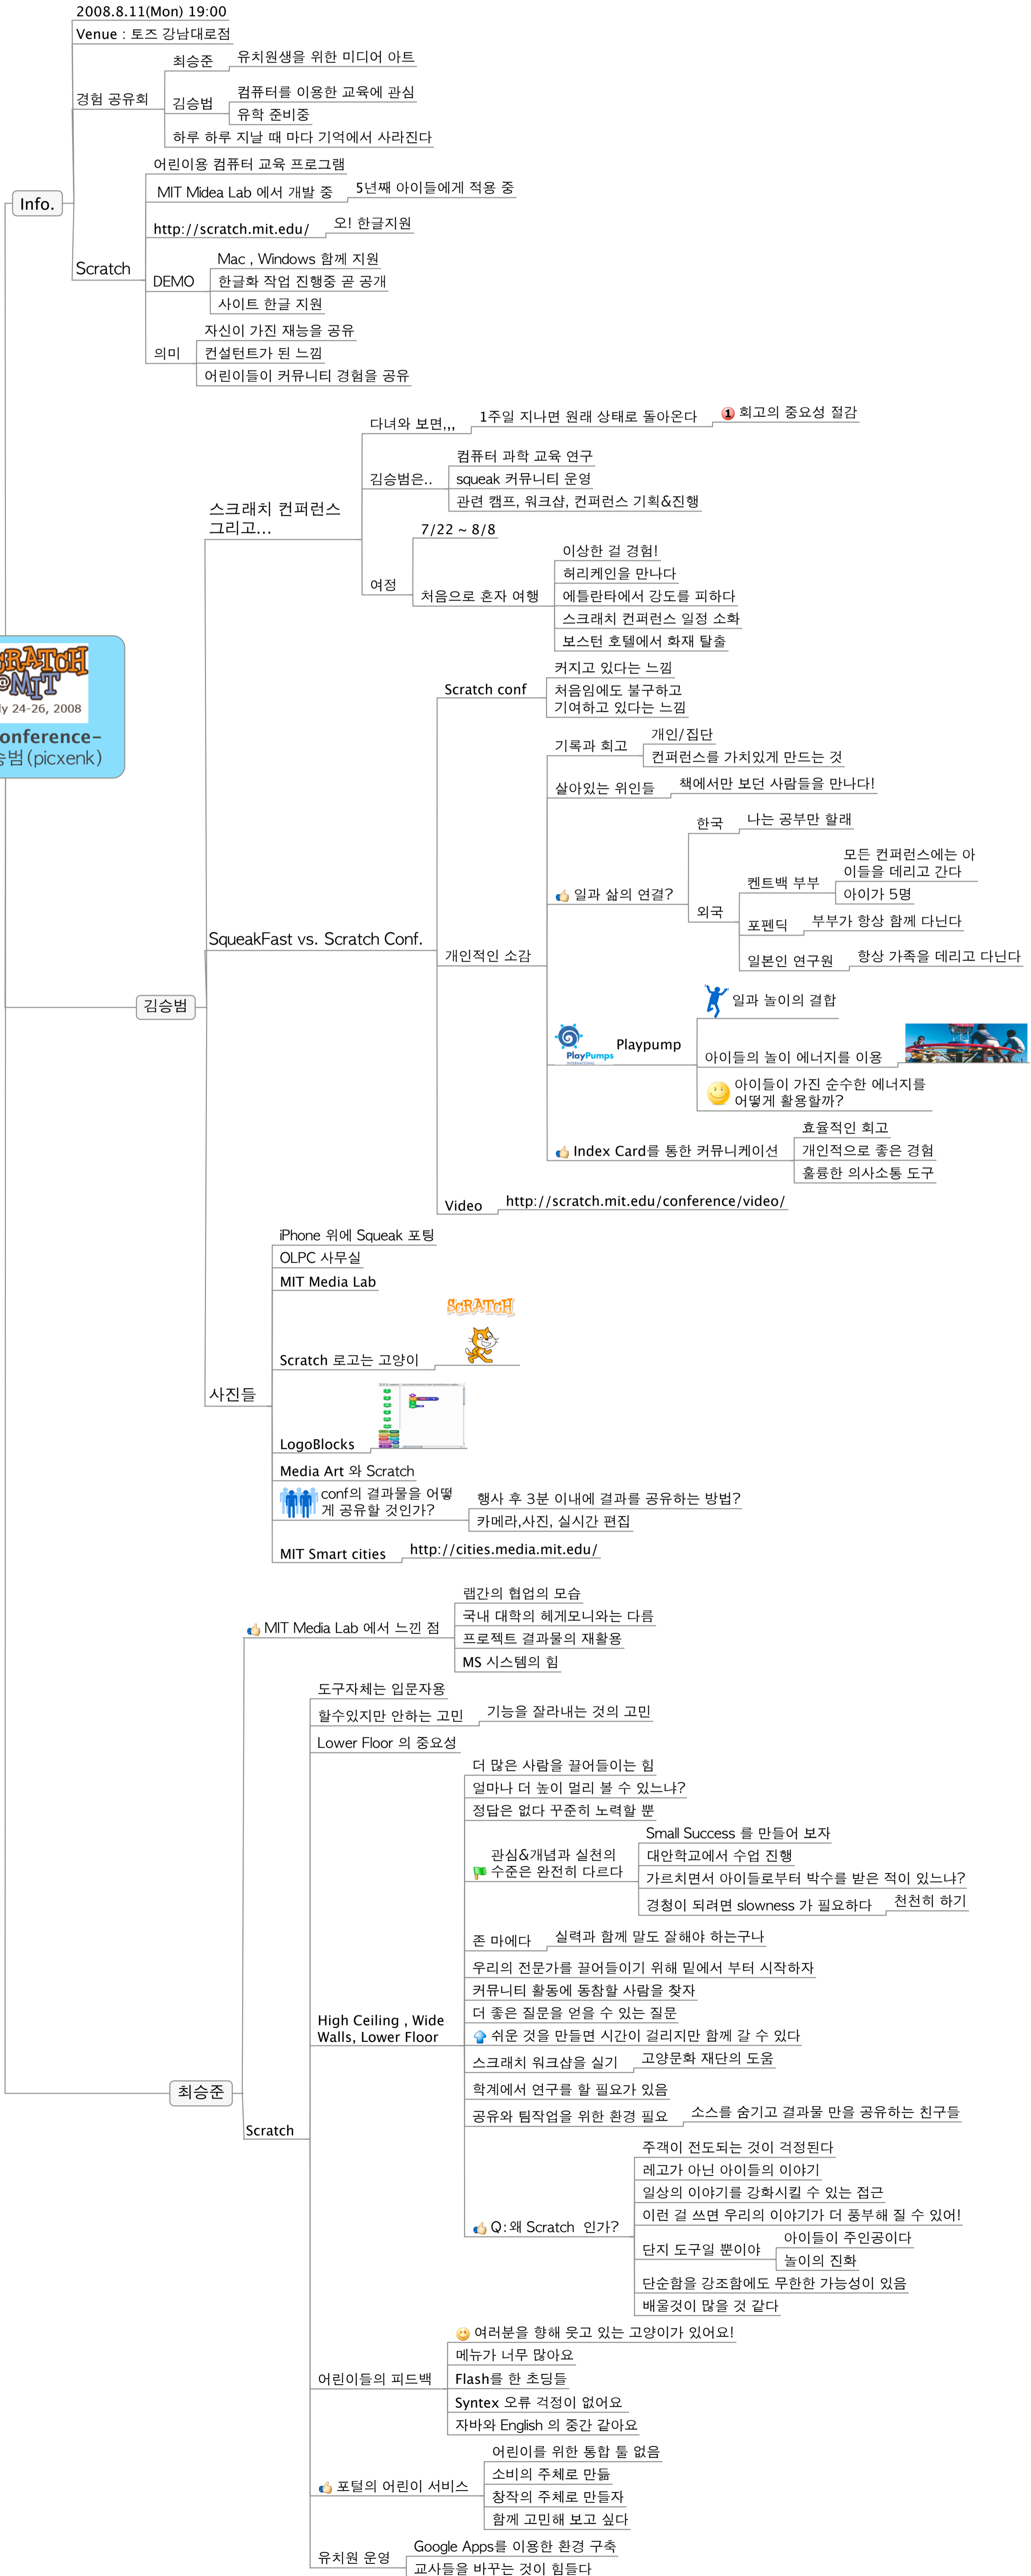 2008.8.11(Mon) 19:00
Venue : 토즈 강남대로점
경험 공유회
최승준
유치원생을 위한 미디어 아트
김승범
컴퓨터를 이용한 교육에 관심
유학 준비중
하루 하루 지날 때 마다 기억에서 사라진다
Info.
Scratch
어린이용 컴퓨터 교육 프로그램
MIT Midea Lab 에서 개발 중
5년째 아이들에게 적용 중
http://scratch.mit.edu/
오! 한글지원
DEMO
Mac , Windows 함께 지원
한글화 작업 진행중 곧 공개
사이트 한글 지원
의미
자신이 가진 재능을 공유
컨설턴트가 된 느낌
어린이들이 커뮤니티 경험을 공유
CRATCH
@MIT
ly 24-26, 2008
onference-
승범(picxenk)
김승범
스크래치 컨퍼런스
그리고...
다녀와 보면,,,
1주일 지나면 원래 상태로 돌아온다
1 회고의 중요성 절감
김승범은..
컴퓨터 과학 교육 연구
squeak 커뮤니티 운영
관련 캠프, 워크샵, 컨퍼런스 기획&진행
여정
7/22 ~ 8/8
처음으로 혼자 여행
이상한 걸 경험!
허리케인을 만나다
에틀란타에서 강도를 피하다
스크래치 컨퍼런스 일정 소화
보스턴 호텔에서 화재 탈출
SqueakFast vs. Scratch Conf.
Scratch conf
커지고 있다는 느낌
처음임에도 불구하고
기여하고 있다는 느낌
개인적인 소감
기록과 회고
개인/집단
컨퍼런스를 가치있게 만드는 것
살아있는 위인들
책에서만 보던 사람들을 만나다!
일과 삶의 연결?
한국
나는 공부만 할래
외국
켄트백 부부
모든 컨퍼런스에는 아
이들을 데리고 간다
아이가 5명
포펜딕
부부가 항상 함께 다닌다
일본인 연구원
항상 가족을 데리고 다닌다
PlayPumps
INTERNATIONAL
Playpump
일과 놀이의 결합
아이들의 놀이 에너지를 이용
아이들이 가진 순수한 에너지를
어떻게 활용할까?
Index Card를 통한 커뮤니케이션
효율적인 회고
개인적으로 좋은 경험
훌륭한 의사소통 도구
Video
http://scratch.mit.edu/conference/video/
사진들
iPhone 위에 Squeak 포팅
OLPC 사무실
MIT Media Lab
Scratch 로고는 고양이
SCRATCH
LogoBlocks
Media Art 와 Scratch
conf의 결과물을 어떻
게 공유할 것인가?
행사 후 3분 이내에 결과를 공유하는 방법?
카메라,사진, 실시간 편집
MIT Smart cities
http://cities.media.mit.edu/
최승준
MIT Media Lab 에서 느낀 점
랩간의 협업의 모습
국내 대학의 헤게모니와는 다름
프로젝트 결과물의 재활용
MS 시스템의 힘
Scratch
도구자체는 입문자용
할수있지만 안하는 고민
기능을 잘라내는 것의 고민
Lower Floor 의 중요성
High Ceiling , Wide
Walls, Lower Floor
더 많은 사람을 끌어들이는 힘
얼마나 더 높이 멀리 볼 수 있느냐?
정답은 없다 꾸준히 노력할 뿐
관심&개념과 실천의
수준은 완전히 다르다
Small Success 를 만들어 보자
대안학교에서 수업 진행
가르치면서 아이들로부터 박수를 받은 적이 있느냐?
경청이 되려면 slowness 가 필요하다
천천히 하기
존 마에다
실력과 함께 말도 잘해야 하는구나
우리의 전문가를 끌어들이기 위해 밑에서 부터 시작하자
커뮤니티 활동에 동참할 사람을 찾자
더 좋은 질문을 얻을 수 있는 질문
쉬운 것을 만들면 시간이 걸리지만 함께 갈 수 있다
스크래치 워크샵을 실기
고양문화 재단의 도움
학계에서 연구를 할 필요가 있음
공유와 팀작업을 위한 환경 필요
소스를 숨기고 결과물 만을 공유하는 친구들
Q: 왜 Scratch 인가?
주객이 전도되는 것이 걱정된다
레고가 아닌 아이들의 이야기
일상의 이야기를 강화시킬 수 있는 접근
이런 걸 쓰면 우리의 이야기가 더 풍부해 질 수 있어!
단지 도구일 뿐이야
아이들이 주인공이다
놀이의 진화
단순함을 강조함에도 무한한 가능성이 있음
배울것이 많을 것 같다
어린이들의 피드백
여러분을 향해 웃고 있는 고양이가 있어요!
메뉴가 너무 많아요
Flash를 한 초딩들
Syntex 오류 걱정이 없어요
자바와 English 의 중간 같아요
포털의 어린이 서비스
어린이를 위한 통합 툴 없음
소비의 주체로 만듦
창작의 주체로 만들자
함께 고민해 보고 싶다
유치원 운영
Google Apps를 이용한 환경 구축
교사들을 바꾸는 것이 힘들다